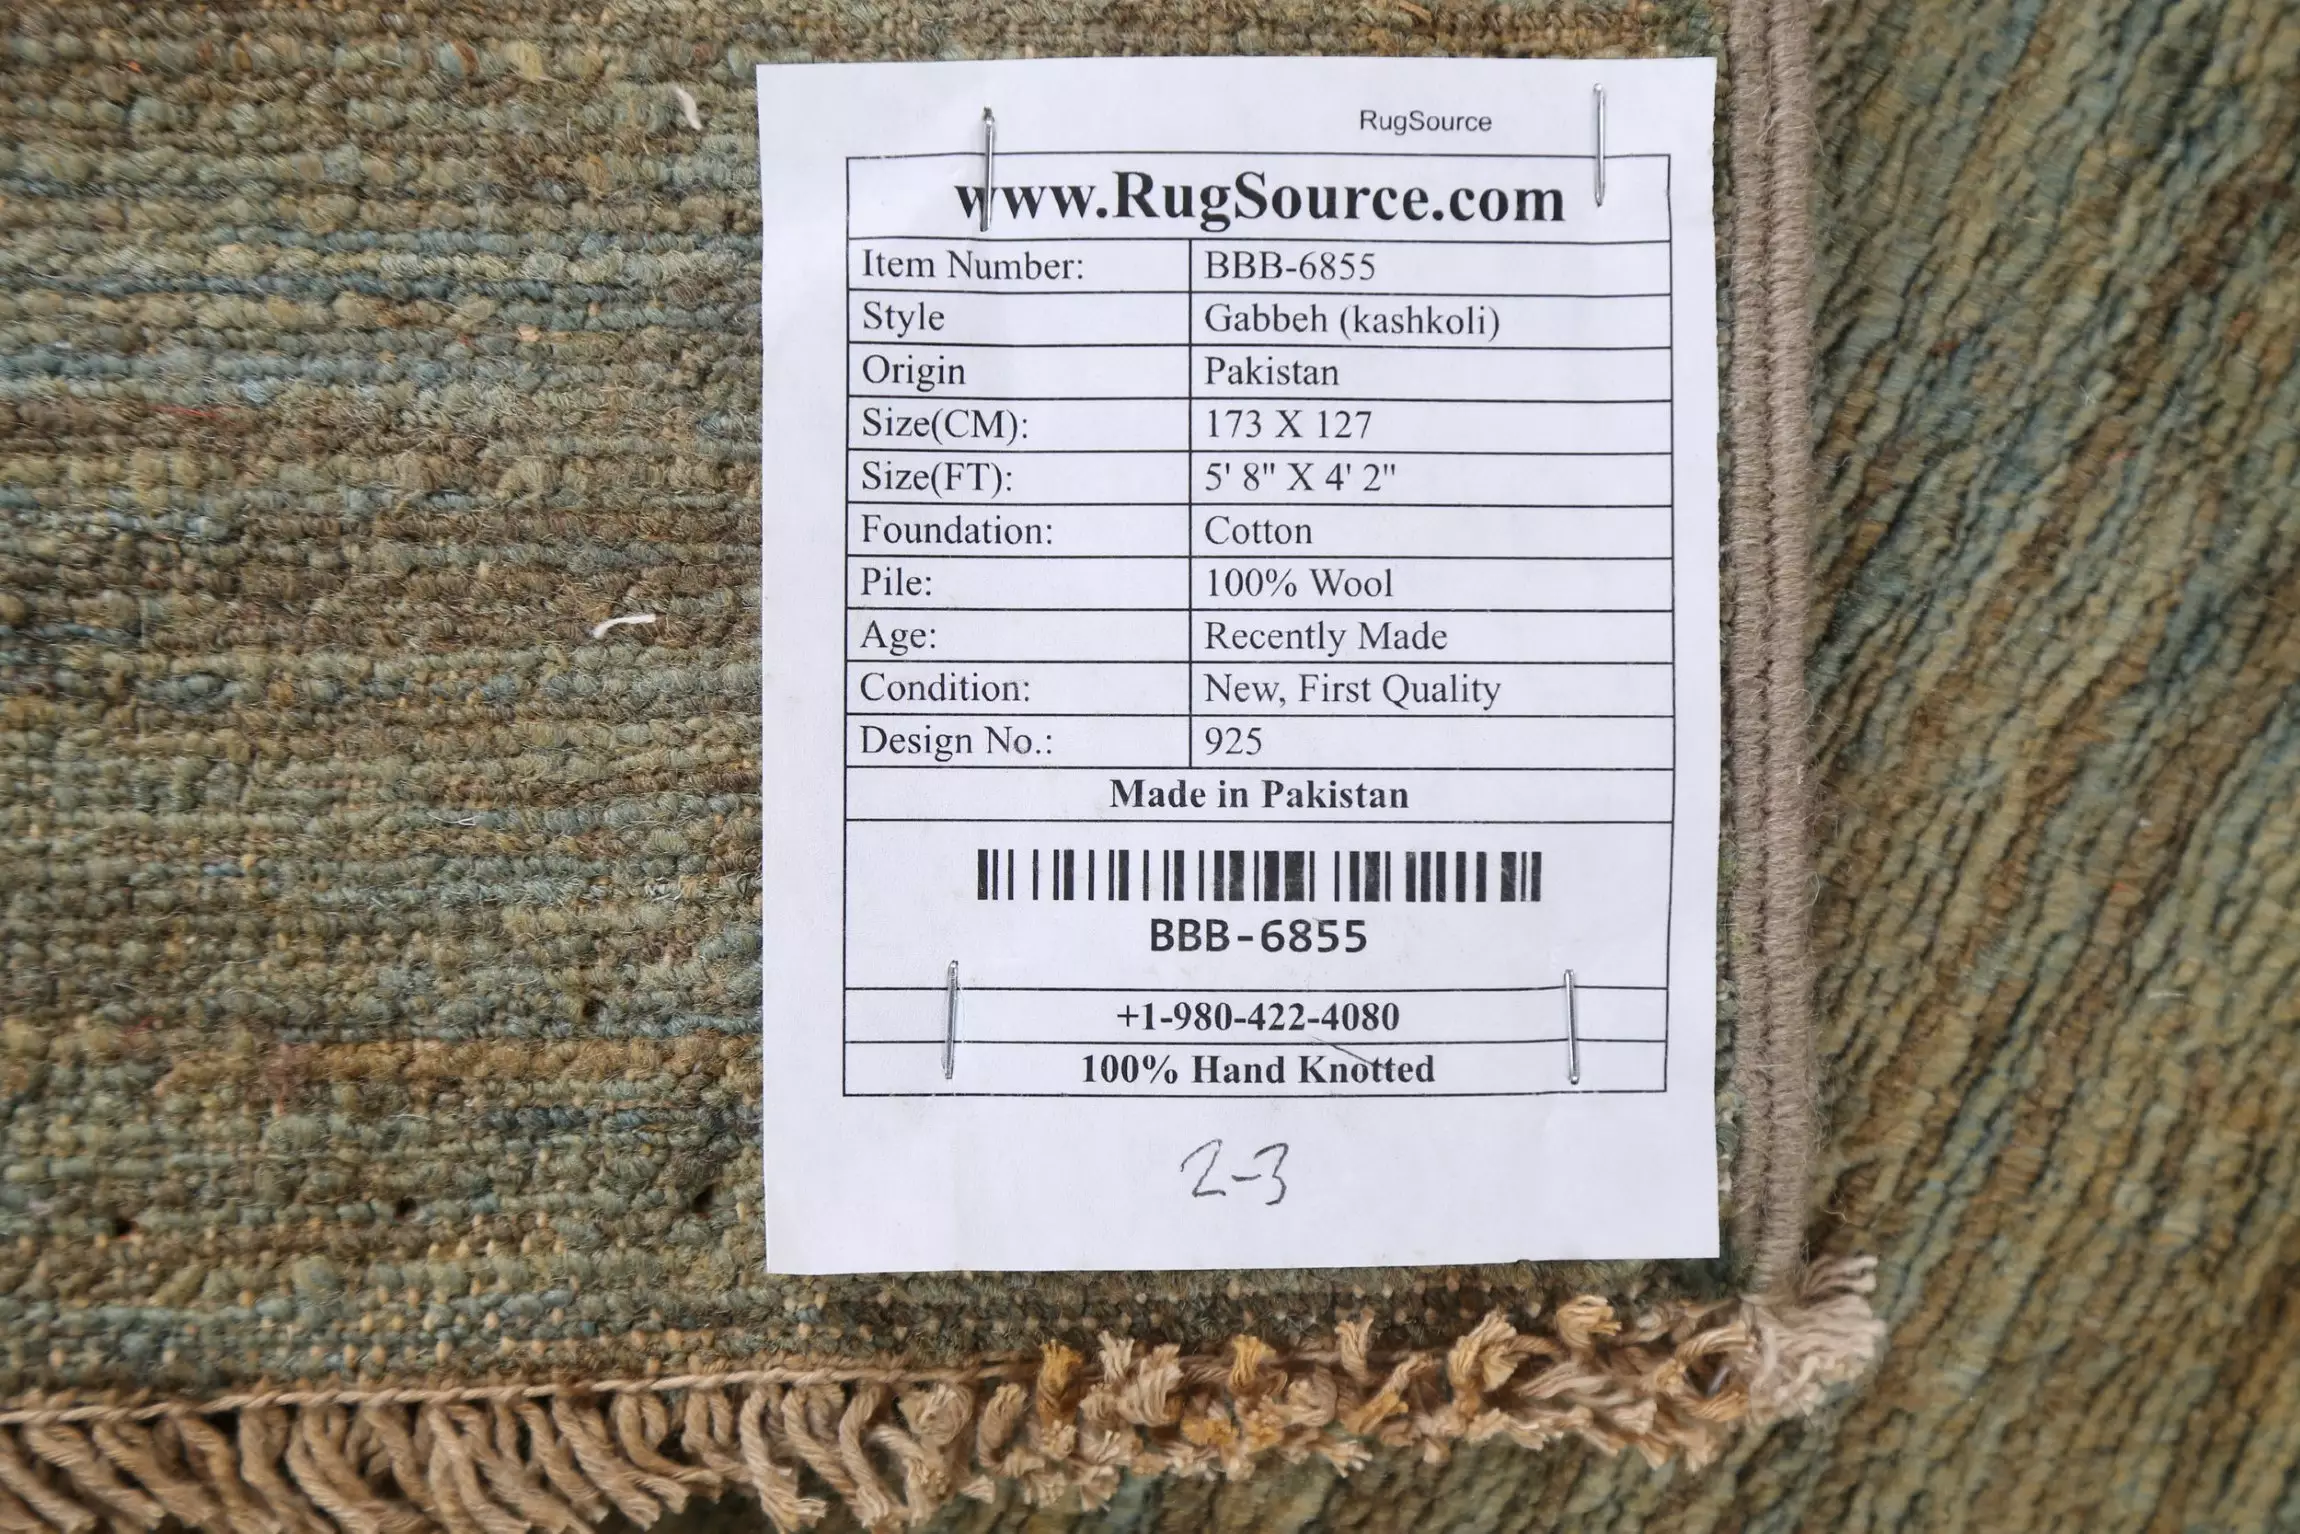 RugSource
www.RugSource.com
Item Number: BBB-6855
Style Gabbeh (kashkoli)
Origin Pakistan
Size(CM): 173 X 127
Size(FT): 5' 8" X 4' 2"
Foundation: Cotton
Pile: 100% Wool
Age: Recently Made
Condition: New, First Quality
Design No.: 925
Made in Pakistan
BBB-6855
+1-980-422-4080
100% Hand Knotted
2-3